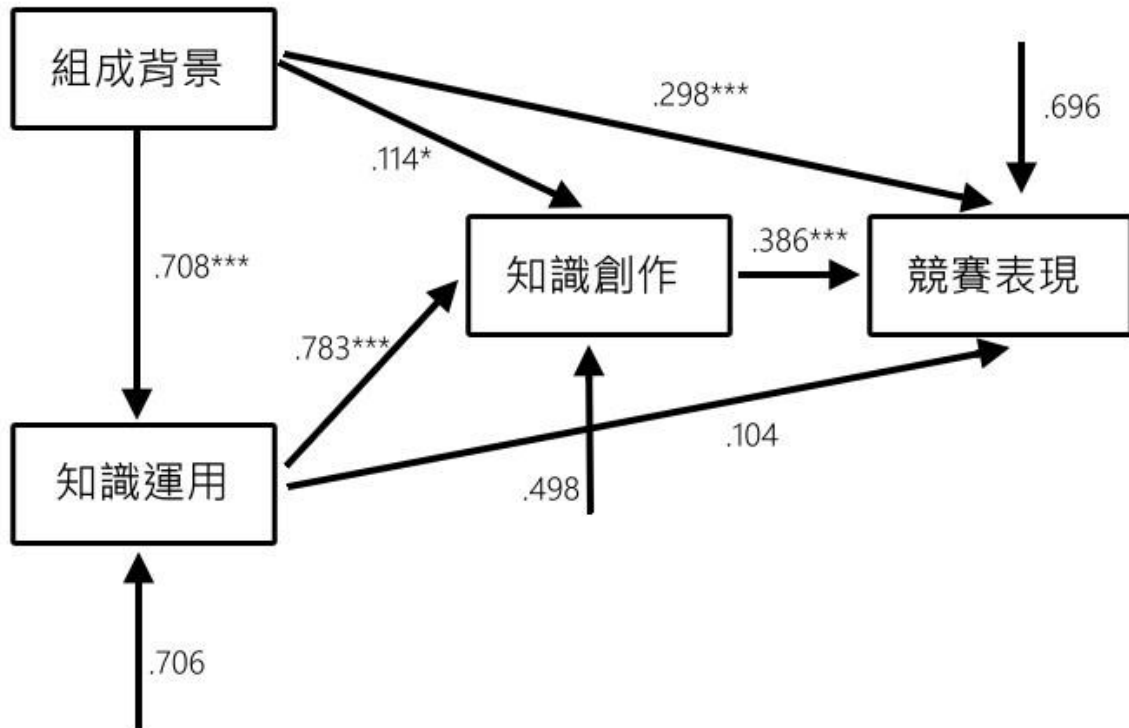 組成背景
.298***
.696
.114*
.708***
知識創作
.386***
競賽表現
.783***
.104
知識運用
.498
.706